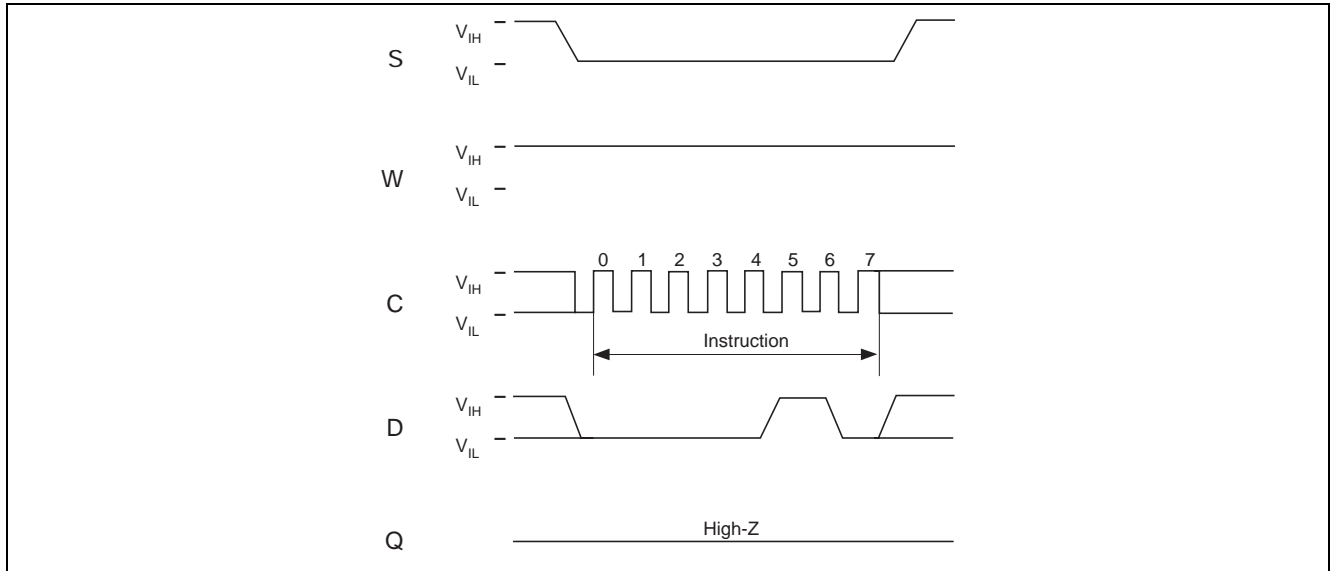 S
V_IH
V_IL
W
V_IH
V_IL
C
V_IH
V_IL
0 1 2 3 4 5 6 7
Instruction
D
V_IH
V_IL
Q
High-Z